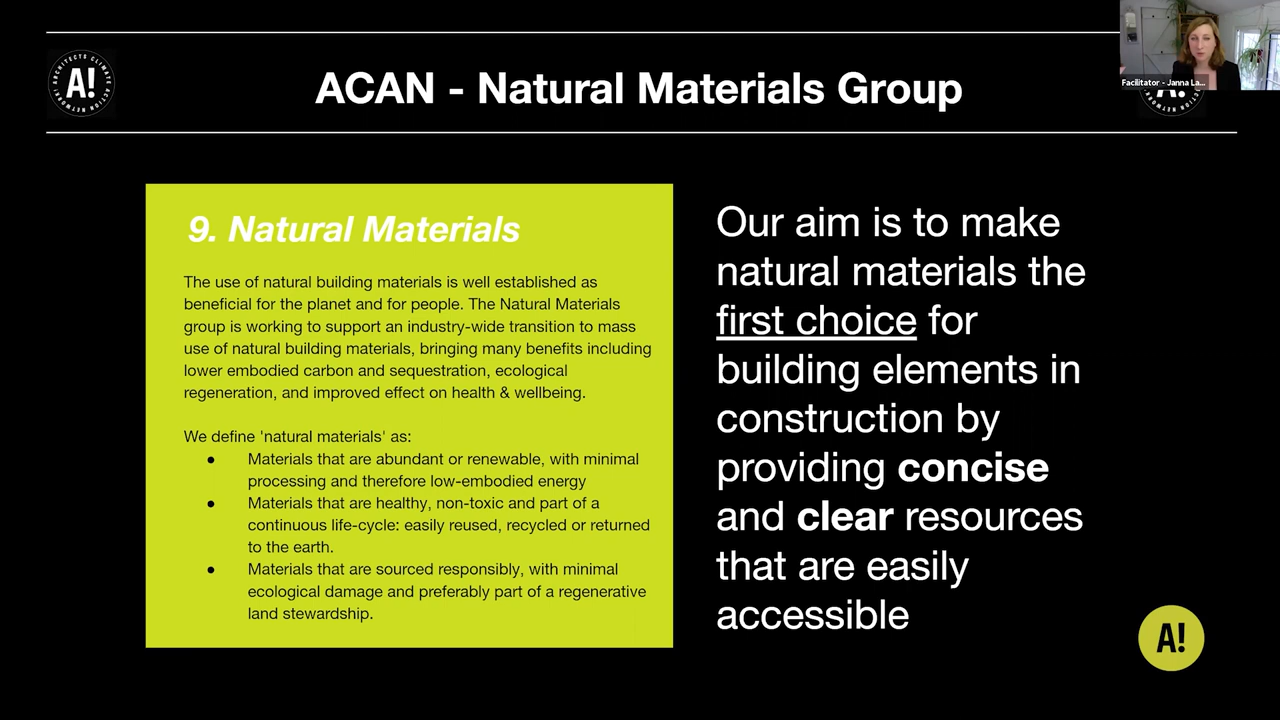 ACAN - Natural Materials Group
ARCHITECTS CLIMATE ACTION NETWORK
A!
Facilitator - Janna La...
A!
9. Natural Materials
The use of natural building materials is well established as
beneficial for the planet and for people. The Natural Materials
group is working to support an industry-wide transition to mass
use of natural building materials, bringing many benefits including
lower embodied carbon and sequestration, ecological
regeneration, and improved effect on health & wellbeing.
We define 'natural materials' as:
● Materials that are abundant or renewable, with minimal
processing and therefore low-embodied energy
● Materials that are healthy, non-toxic and part of a
continuous life-cycle: easily reused, recycled or returned
to the earth.
● Materials that are sourced responsibly, with minimal
ecological damage and preferably part of a regenerative
land stewardship.
Our aim is to make
natural materials the
first choice for
building elements in
construction by
providing concise
and clear resources
that are easily
accessible
A!